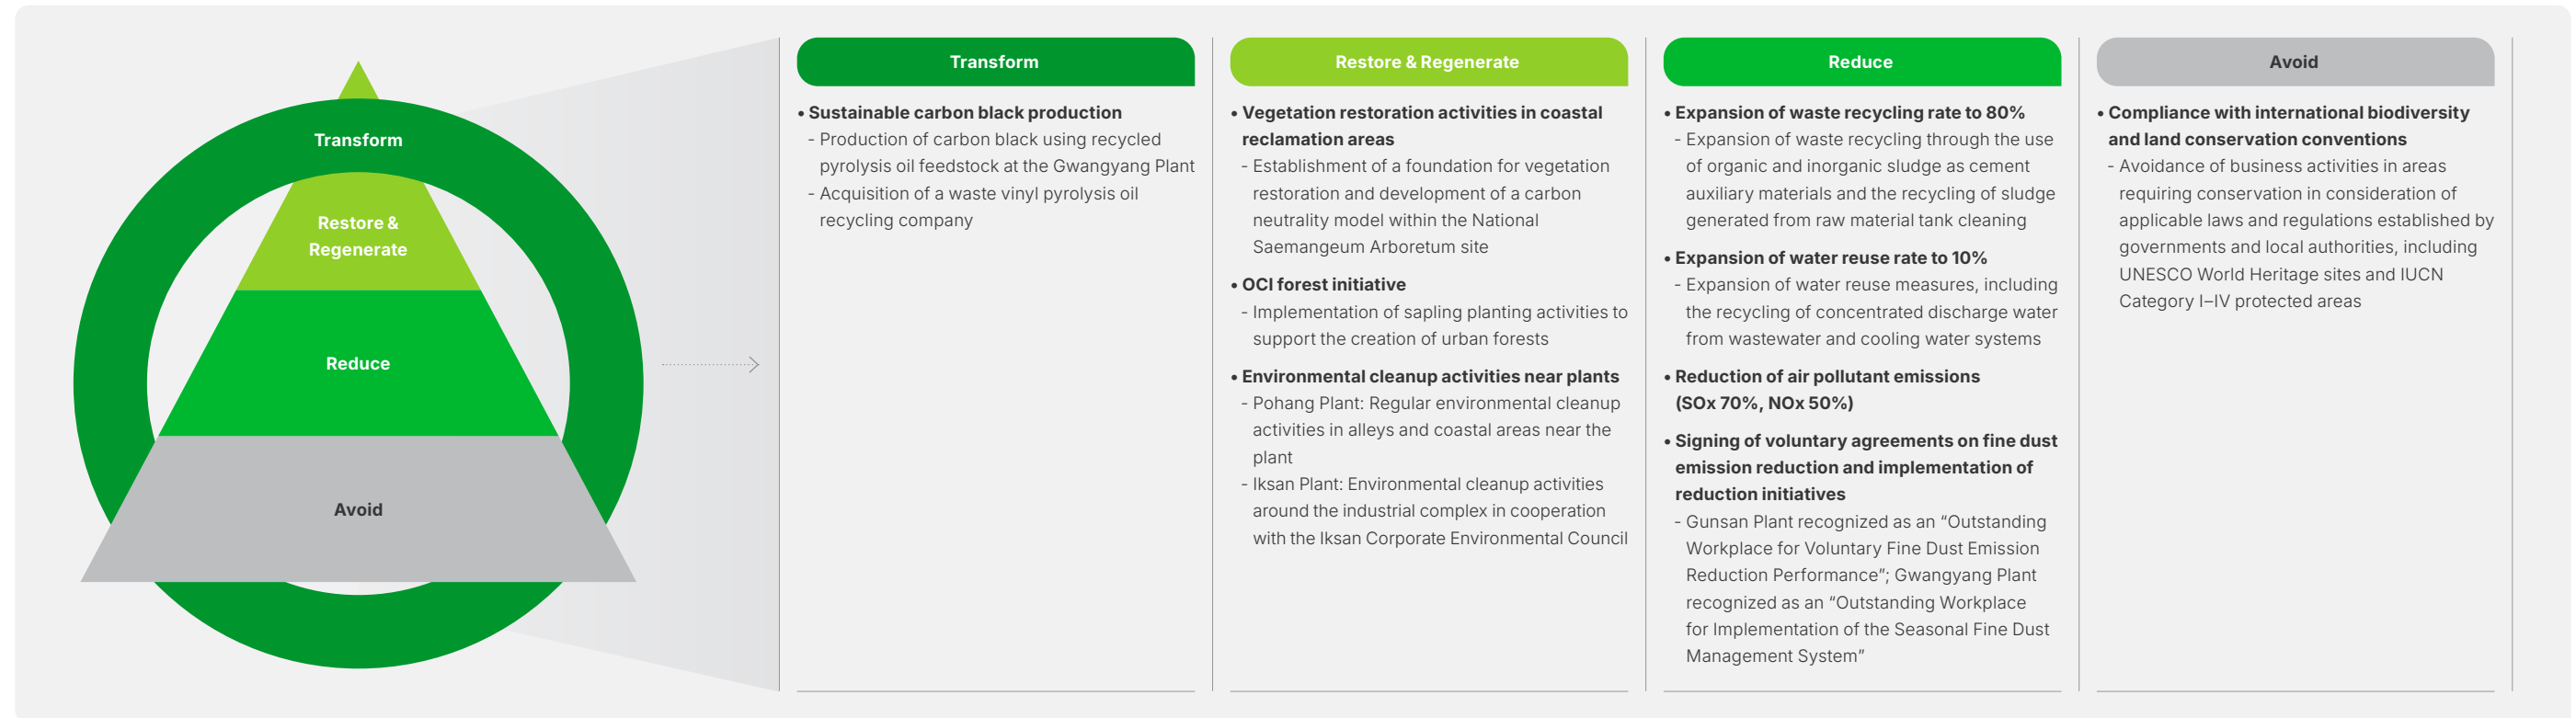 Transform
Restore &
Regenerate
Reduce
Avoid
Transform
• Sustainable carbon black production
- Production of carbon black using recycled
pyrolysis oil feedstock at the Gwangyang Plant
- Acquisition of a waste vinyl pyrolysis oil
recycling company
Restore & Regenerate
• Vegetation restoration activities in coastal
reclamation areas
- Establishment of a foundation for vegetation
restoration and development of a carbon
neutrality model within the National
Saemangeum Arboretum site
• OCI forest initiative
- Implementation of sapling planting activities to
support the creation of urban forests
• Environmental cleanup activities near plants
- Pohang Plant: Regular environmental cleanup
activities in alleys and coastal areas near the
plant
- Iksan Plant: Environmental cleanup activities
around the industrial complex in cooperation
with the Iksan Corporate Environmental Council
Reduce
• Expansion of waste recycling rate to 80%
- Expansion of waste recycling through the use
of organic and inorganic sludge as cement
auxiliary materials and the recycling of sludge
generated from raw material tank cleaning
• Expansion of water reuse rate to 10%
- Expansion of water reuse measures, including
the recycling of concentrated discharge water
from wastewater and cooling water systems
• Reduction of air pollutant emissions
(SOx 70%, NOx 50%)
• Signing of voluntary agreements on fine dust
emission reduction and implementation of
reduction initiatives
- Gunsan Plant recognized as an “Outstanding
Workplace for Voluntary Fine Dust Emission
Reduction Performance”; Gwangyang Plant
recognized as an “Outstanding Workplace
for Implementation of the Seasonal Fine Dust
Management System”
Avoid
• Compliance with international biodiversity
and land conservation conventions
- Avoidance of business activities in areas
requiring conservation in consideration of
applicable laws and regulations established by
governments and local authorities, including
UNESCO World Heritage sites and IUCN
Category I–IV protected areas